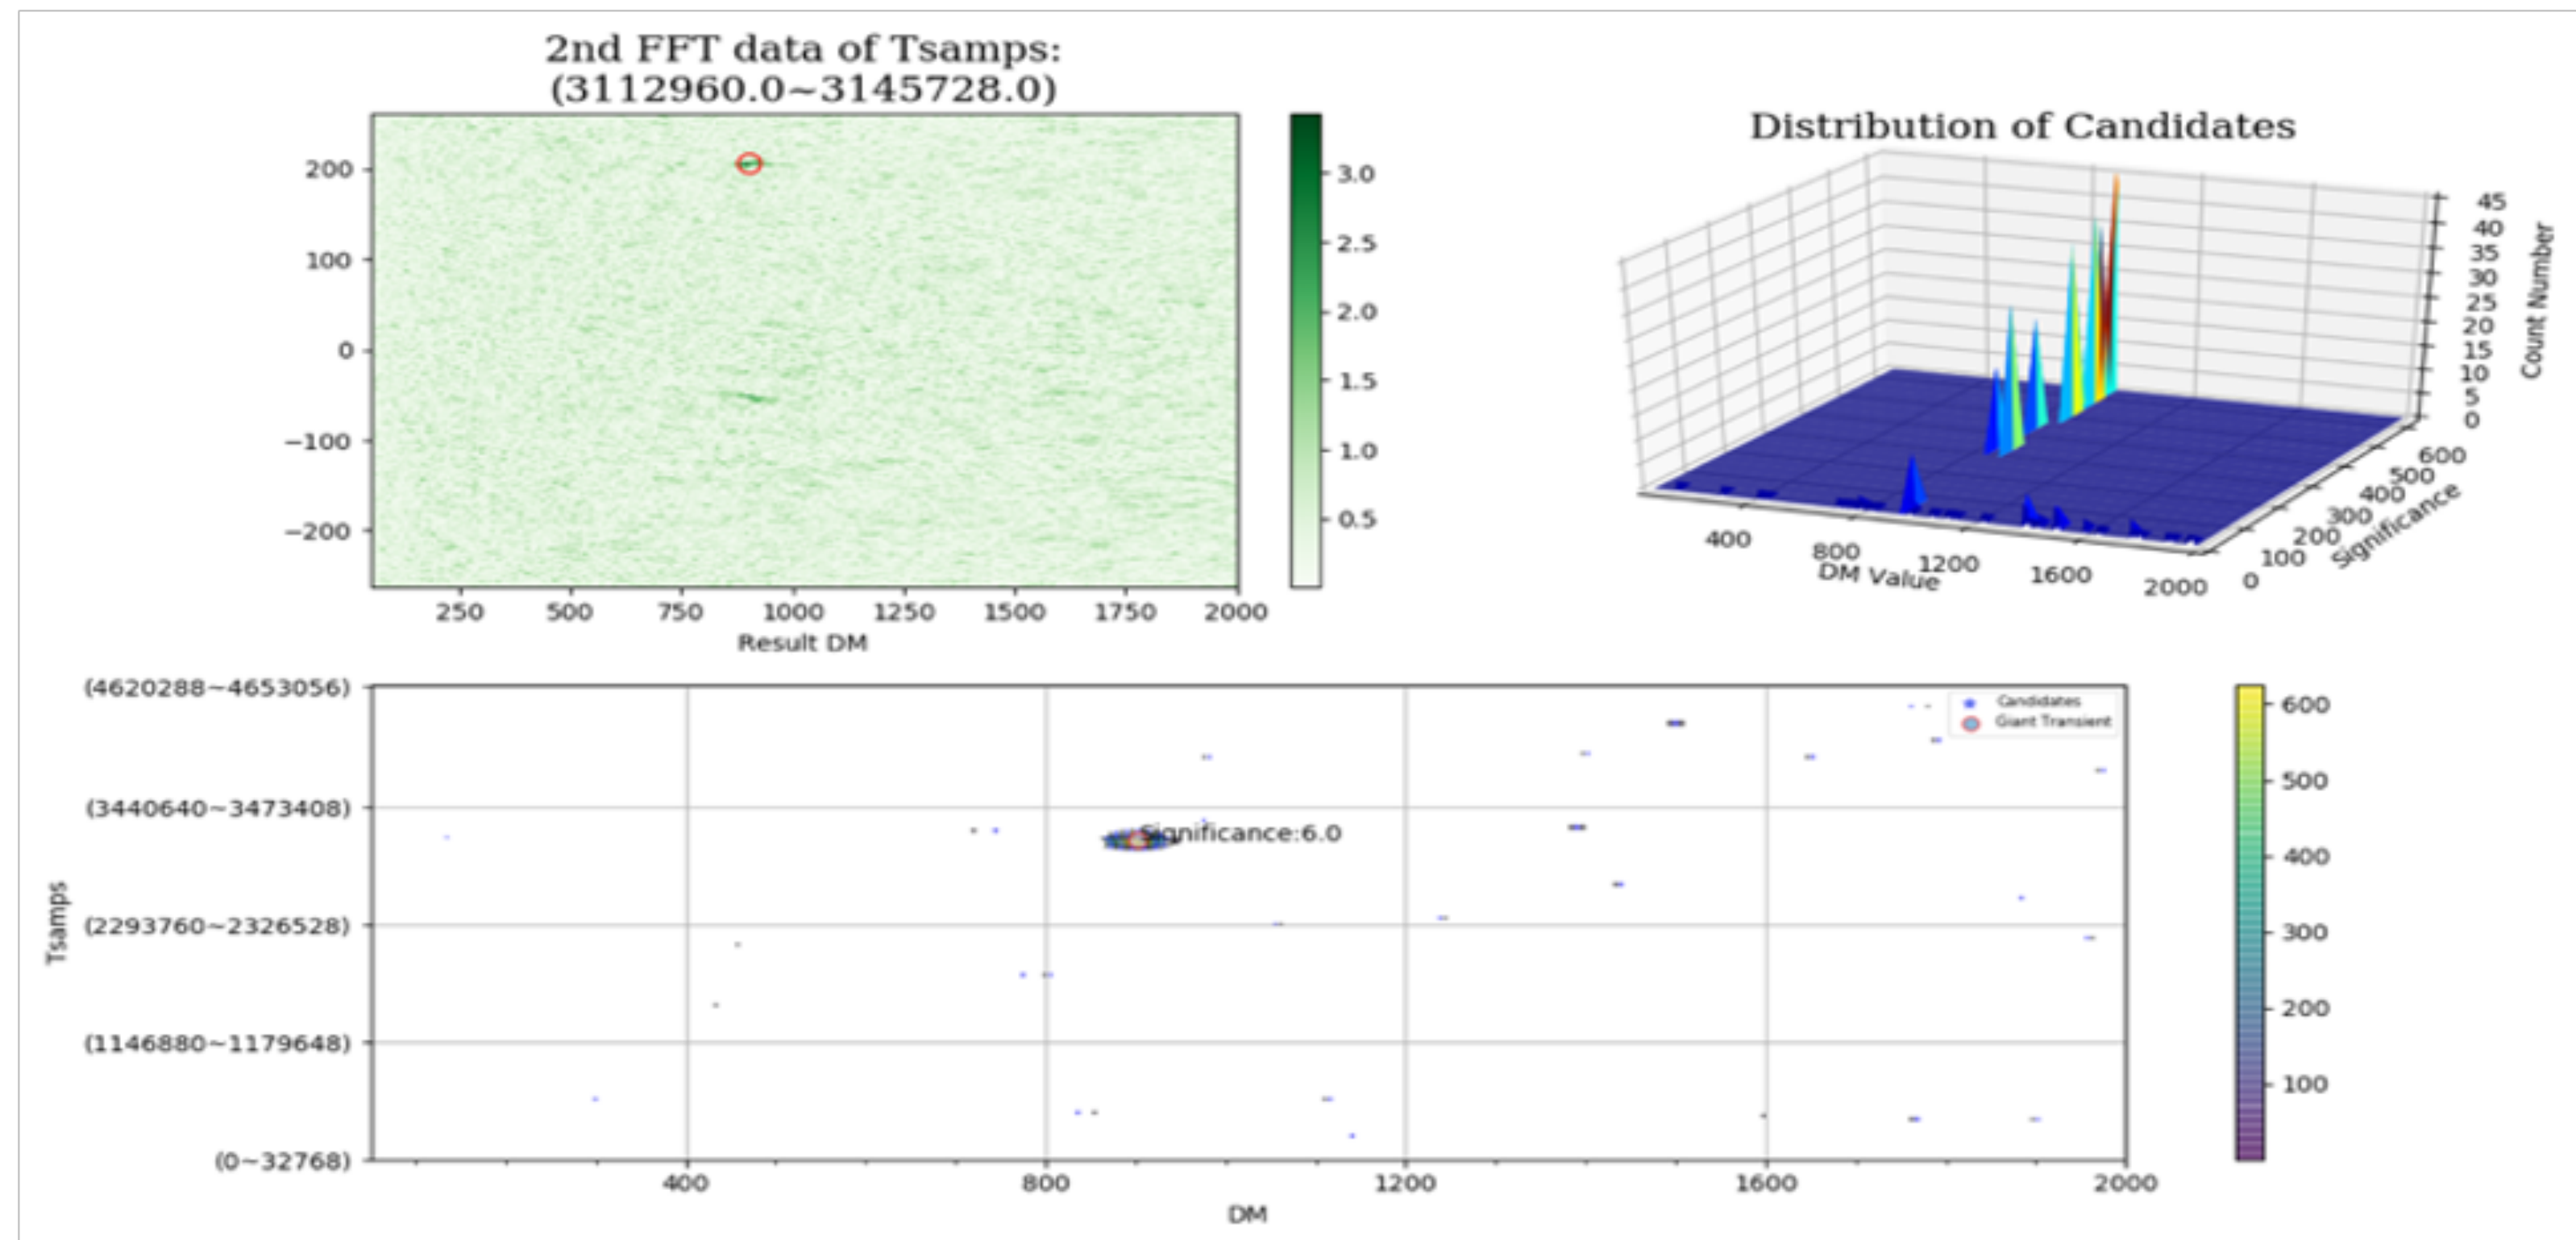 2nd FFT data of Tsamps:
(3112960.0~3145728.0)
200
100
0
−100
−200
250 500 750 1000 1250 1500 1750 2000
Result DM
3.0
2.5
2.0
1.5
1.0
0.5
Distribution of Candidates
45
40
35
30
25
20
15
10
5
0
Count Number
600
500
400
300
200
100
0
Significance
400 800 1200 1600 2000
DM Value
(4620288~4653056)
(3440640~3473408)
(2293760~2326528)
(1146880~1179648)
(0~32768)
Tsamps
Candidates
Giant Transient
Significance:6.0
400 800 1200 1600 2000
DM
600
500
400
300
200
100